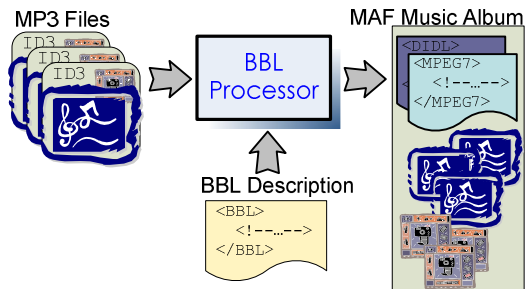 MP3 Files
ID3
ID3
ID3
BBL
Processor
BBL Description
<BBL>
<!--…-->
</BBL>
MAF Music Album
<DIDL>
<
<MPEG7>
<!--…-->
</MPEG7>